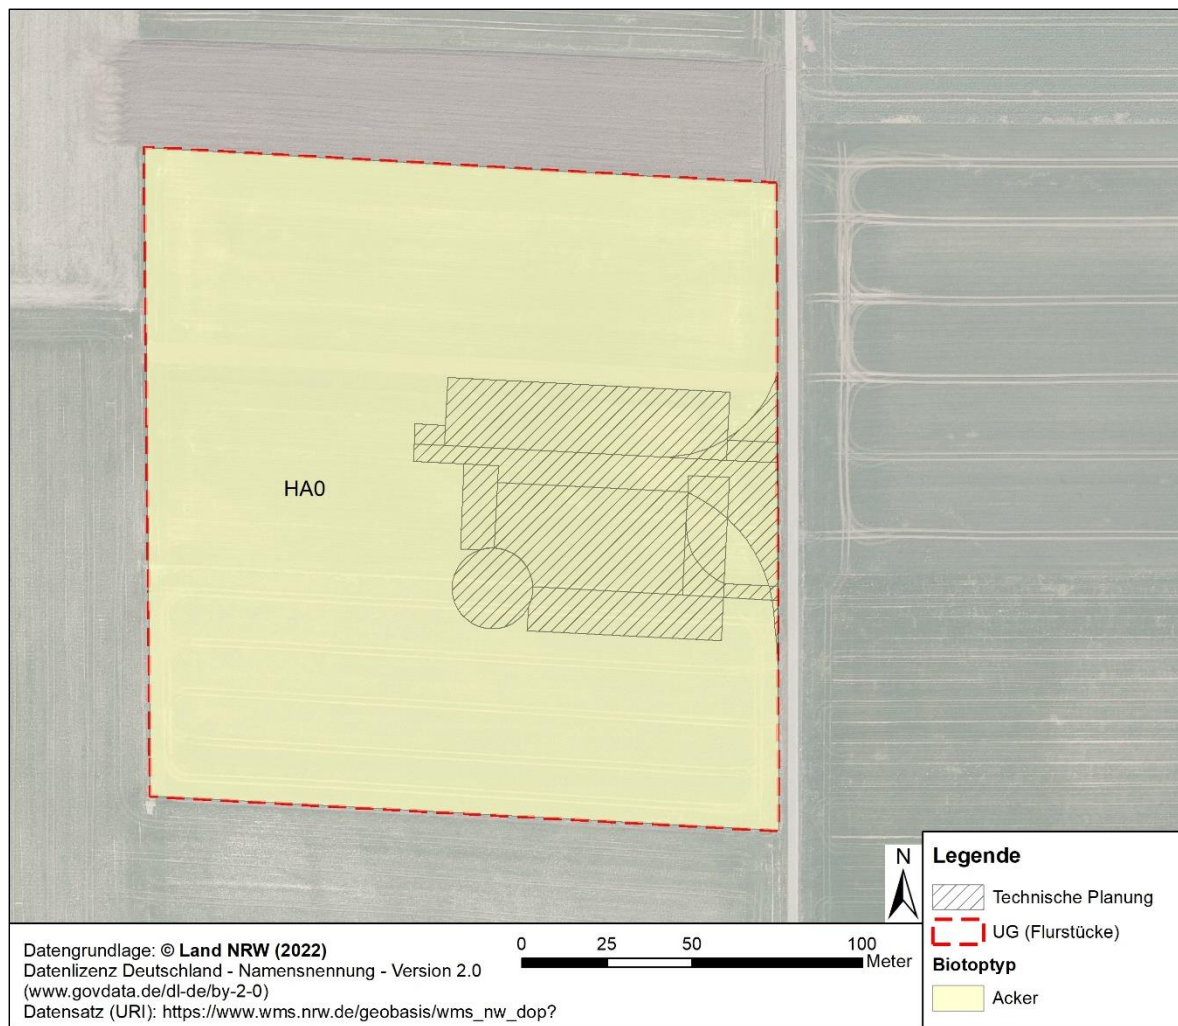 HA0
N
Legende
Technische Planung
UG (Flurstücke)
Biotoptyp
Acker
Datengrundlage: © Land NRW (2022)
Datenlizenz Deutschland - Namensnennung - Version 2.0
(www.govdata.de/dl-de/by-2-0)
Datensatz (URI): https://www.wms.nrw.de/geobasis/wms_nw_dop?
0 25 50 100
Meter